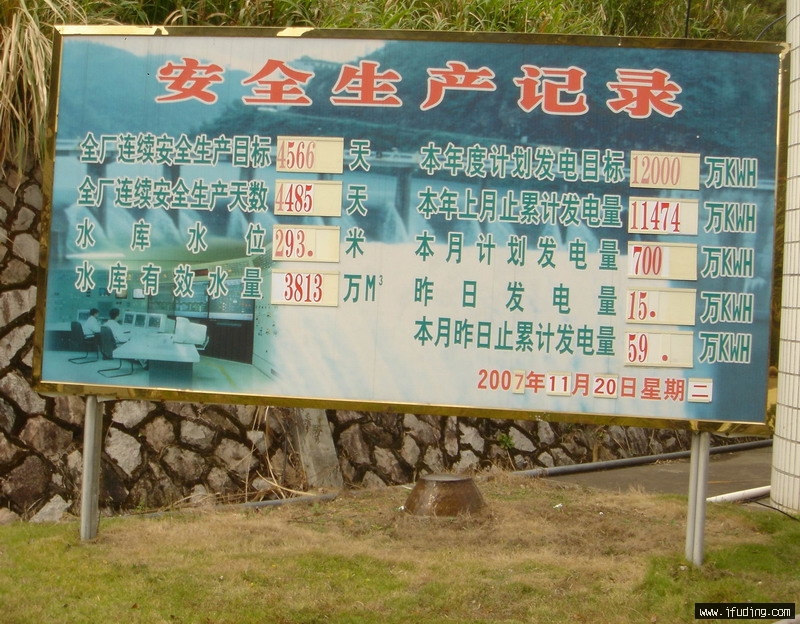 安全生产记录
全厂连续安全生产目标 4566 天
全厂连续安全生产天数 4485 天
水库水位 293. 米
水库有效水量 3813 万M³
本年度计划发电目标 12000 万KWH
本年上月止累计发电量 11474 万KWH
本月计划发电量 700 万KWH
昨日发电量 15. 万KWH
本月昨日止累计发电量 59. 万KWH
2007年11月20日星期二
www.ifuding.com